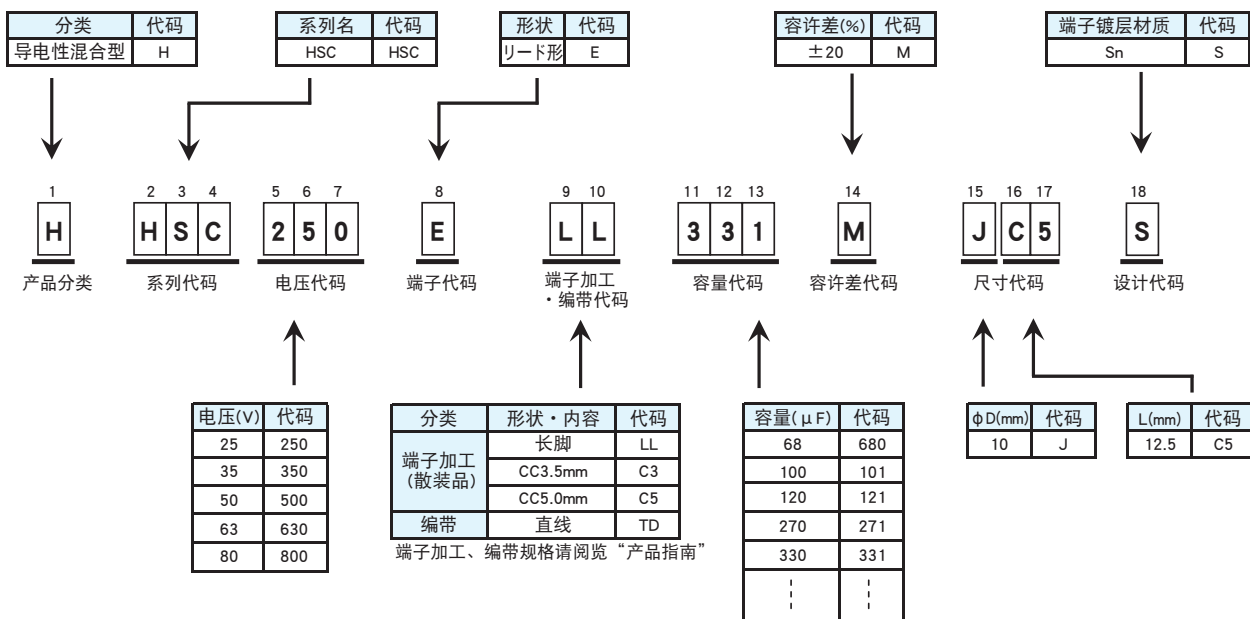 分类 代码
导电性混合型 H
系列名 代码
HSC HSC
形状 代码
リード形 E
容许差(%) 代码
±20 M
端子镀层材质 代码
Sn S
1 2 3 4 5 6 7 8 9 10 11 12 13 14 15 16 17 18
H H S C 2 5 0 E L L 3 3 1 M J C 5 S
产品分类
系列代码
电压代码
端子代码
端子加工
・编带代码
容量代码
容许差代码
尺寸代码
设计代码
电压(V) 代码
25 250
35 350
50 500
63 630
80 800
分类 形状・内容 代码
端子加工
(散装品)
长脚 LL
CC3.5mm C3
CC5.0mm C5
编带 直线 TD
端子加工、编带规格请阅览“产品指南”
容量(μF) 代码
68 680
100 101
120 121
270 271
330 331
φD(mm) 代码
10 J
L(mm) 代码
12.5 C5